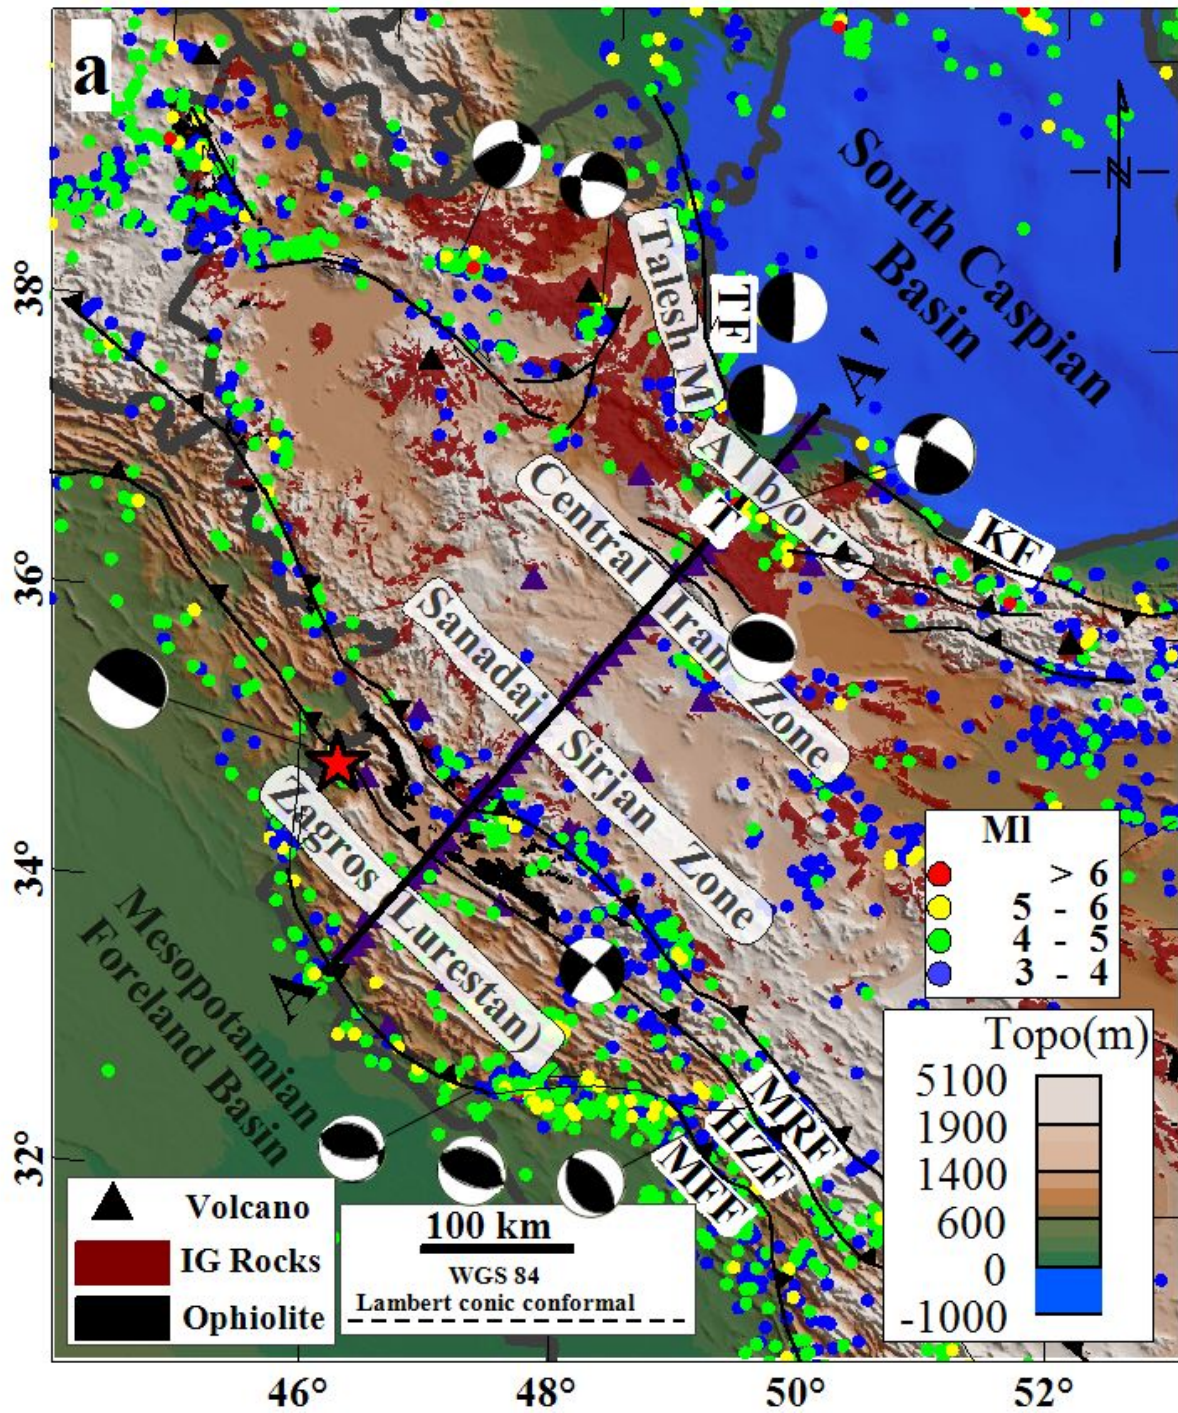 a
South Caspian
Basin
N
38°
Talesh M
TF
A'
Alborz
T
KF
Central Iran Zone
36°
Sanadaj Sirjan Zone
Zagros Lurestan)
34°
Mesopotamian
Foreland Basin
A
Ml
> 6
5 - 6
4 - 5
3 - 4
MRF
HZF
MFF
32°
Topo(m)
5100
1900
1400
600
0
-1000
Volcano
IG Rocks
Ophiolite
100 km
WGS 84
Lambert conic conformal
46°
48°
50°
52°